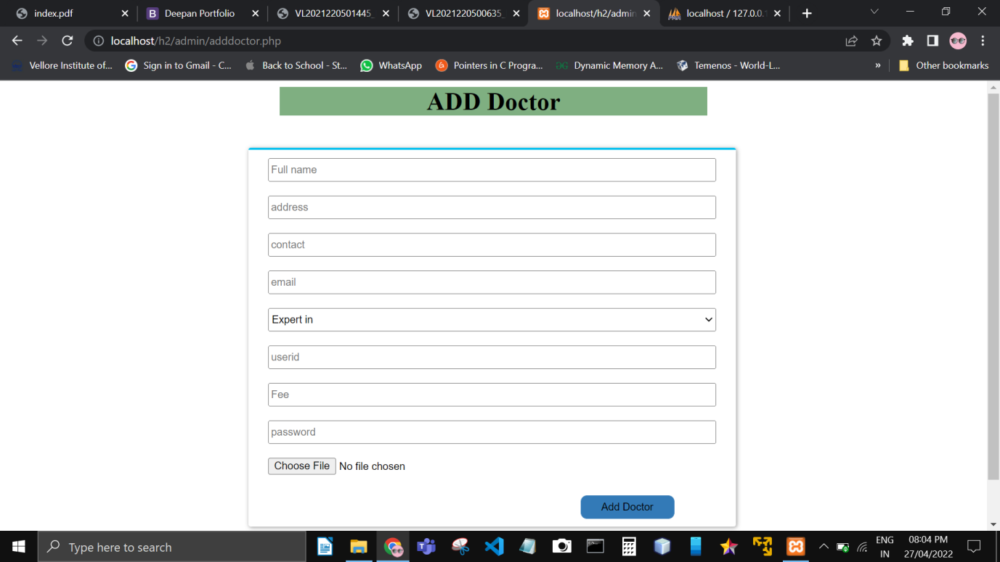 index.pdf
Deepan Portfolio
VL2021220501445_
VL2021220500635_
localhost/h2/admin
localhost / 127.0.0.1
localhost/h2/admin/adddoctor.php
Vellore Institute of...
Sign in to Gmail - C...
Back to School - St...
WhatsApp
Pointers in C Progra...
Dynamic Memory A...
Temenos - World-L...
»
Other bookmarks
ADD Doctor
Full name
address
contact
email
Expert in
userid
Fee
password
Choose File No file chosen
Add Doctor
Type here to search
ENG
IN
08:04 PM
27/04/2022